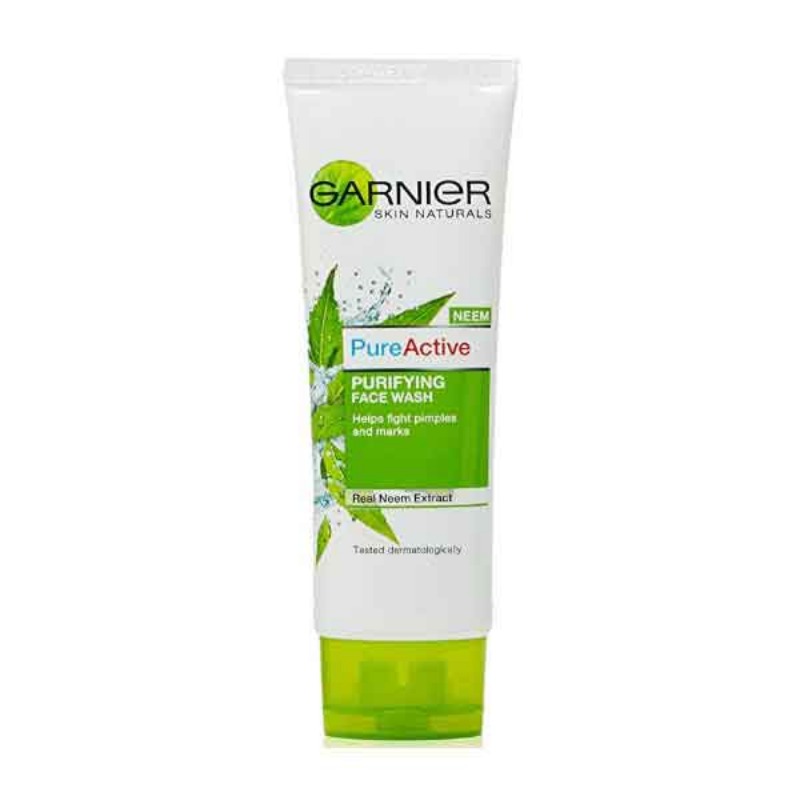 GARNIER
SKIN NATURALS
NEEM
PureActive
PURIFYING
FACE WASH
Helps fight pimples
and marks
Real Neem Extract
Tested dermatologically